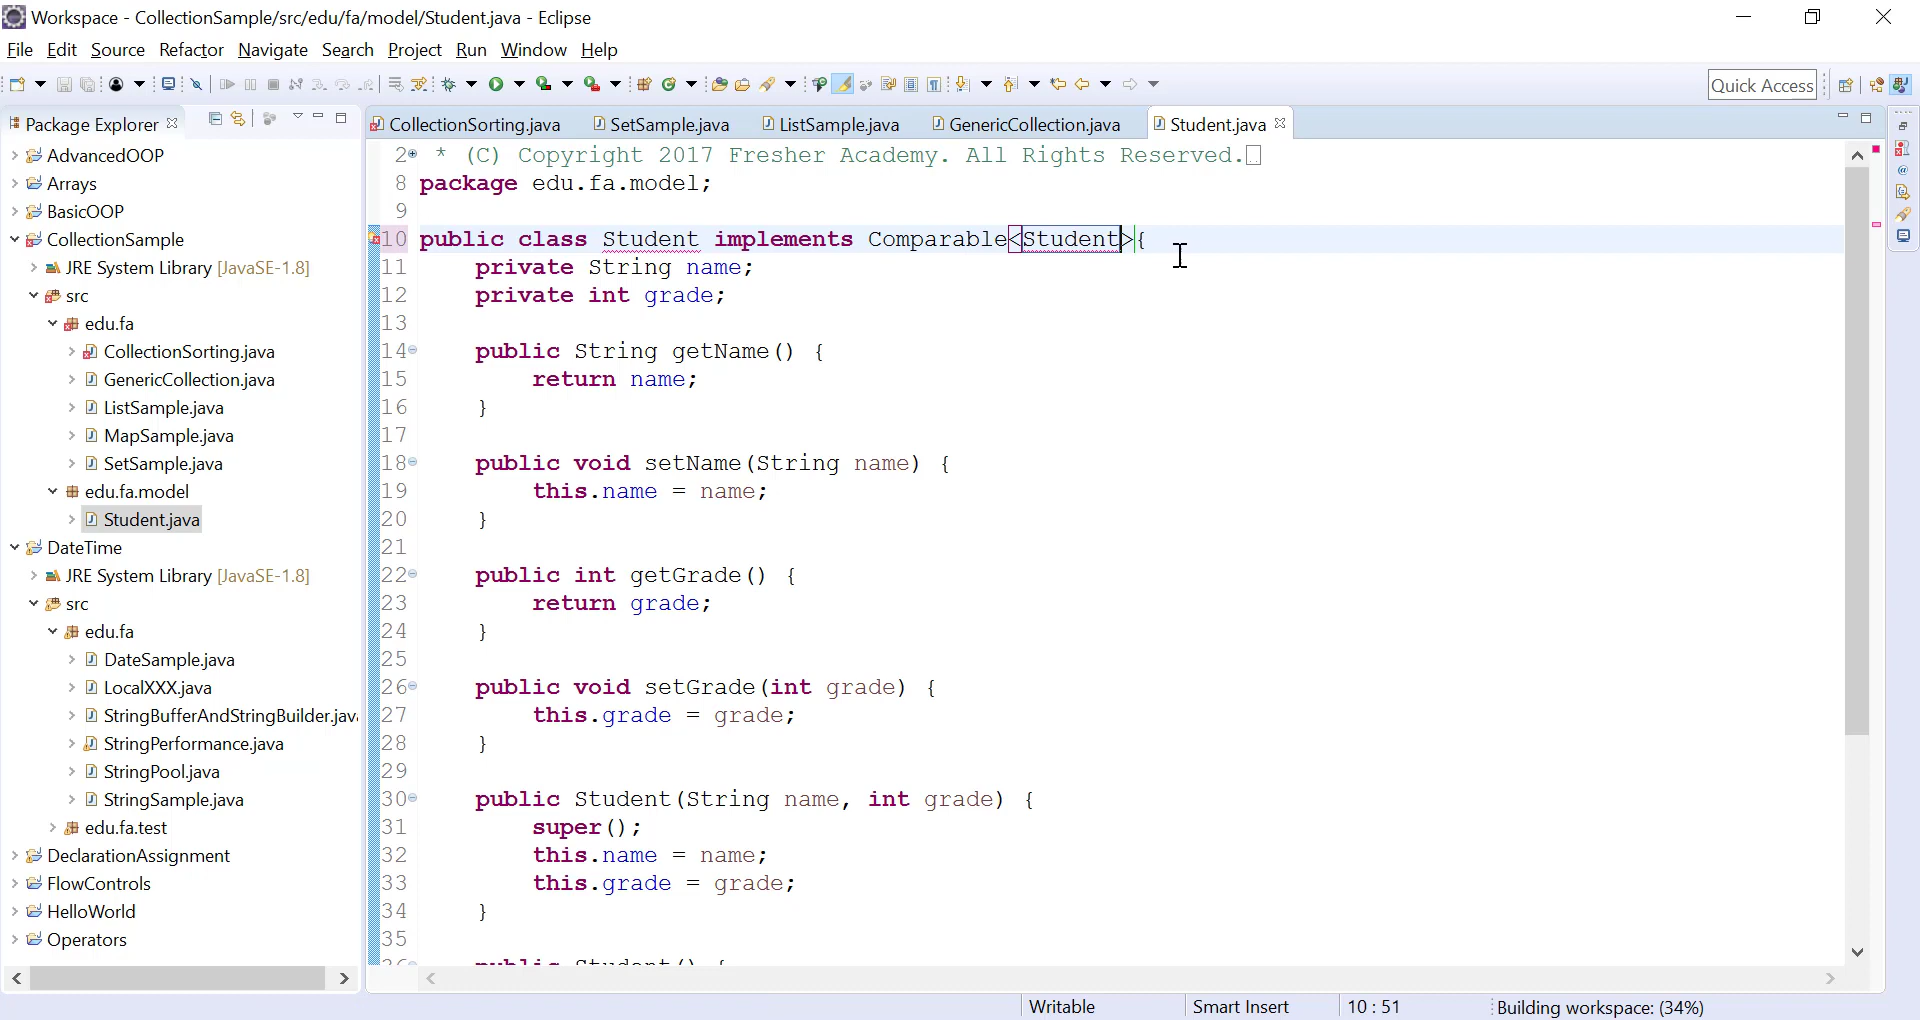 Workspace - CollectionSample/src/edu/fa/model/Student.java - Eclipse
File Edit Source Refactor Navigate Search Project Run Window Help
Quick Access
Package Explorer
CollectionSorting.java SetSample.java ListSample.java GenericCollection.java Student.java
AdvancedOOP
Arrays
BasicOOP
CollectionSample
JRE System Library [JavaSE-1.8]
src
edu.fa
CollectionSorting.java
GenericCollection.java
ListSample.java
MapSample.java
SetSample.java
edu.fa.model
Student.java
DateTime
JRE System Library [JavaSE-1.8]
src
edu.fa
DateSample.java
LocalXXX.java
StringBufferAndStringBuilder.jav
StringPerformance.java
StringPool.java
StringSample.java
edu.fa.test
DeclarationAssignment
FlowControls
HelloWorld
Operators
2 * (C) Copyright 2017 Fresher Academy. All Rights Reserved.
8 package edu.fa.model;
9
10 public class Student implements Comparable<Student>{
11 private String name;
12 private int grade;
13
14 public String getName() {
15 return name;
16 }
17
18 public void setName(String name) {
19 this.name = name;
20 }
21
22 public int getGrade() {
23 return grade;
24 }
25
26 public void setGrade(int grade) {
27 this.grade = grade;
28 }
29
30 public Student(String name, int grade) {
31 super();
32 this.name = name;
33 this.grade = grade;
34 }
35
36 public Student() {
Writable Smart Insert 10 : 51 Building workspace: (34%)